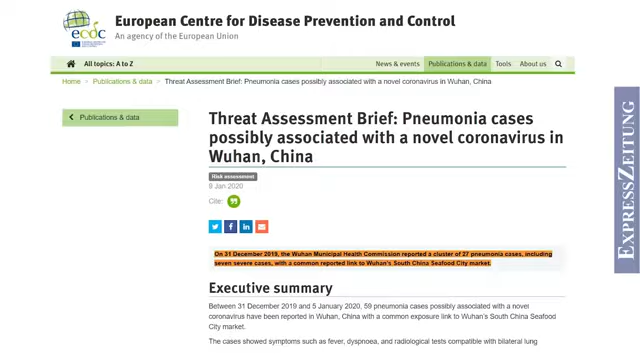 ecdc
European Centre for Disease Prevention and Control
An agency of the European Union
All topics: A to Z
News & events
Publications & data
Tools
About us
Home > Publications & data > Threat Assessment Brief: Pneumonia cases possibly associated with a novel coronavirus in Wuhan, China
Publications & data
Threat Assessment Brief: Pneumonia cases
possibly associated with a novel coronavirus in
Wuhan, China
Risk assessment
9 Jan 2020
Cite:
On 31 December 2019, the Wuhan Municipal Health Commission reported a cluster of 27 pneumonia cases, including
seven severe cases, with a common reported link to Wuhan's South China Seafood City market.
Executive summary
Between 31 December 2019 and 5 January 2020, 59 pneumonia cases possibly associated with a novel
coronavirus have been reported in Wuhan, China with a common exposure link to Wuhan's South China Seafood
City market.
The cases showed symptoms such as fever, dyspnoea, and radiological tests compatible with bilateral lung
EXPRESSZEITUNG